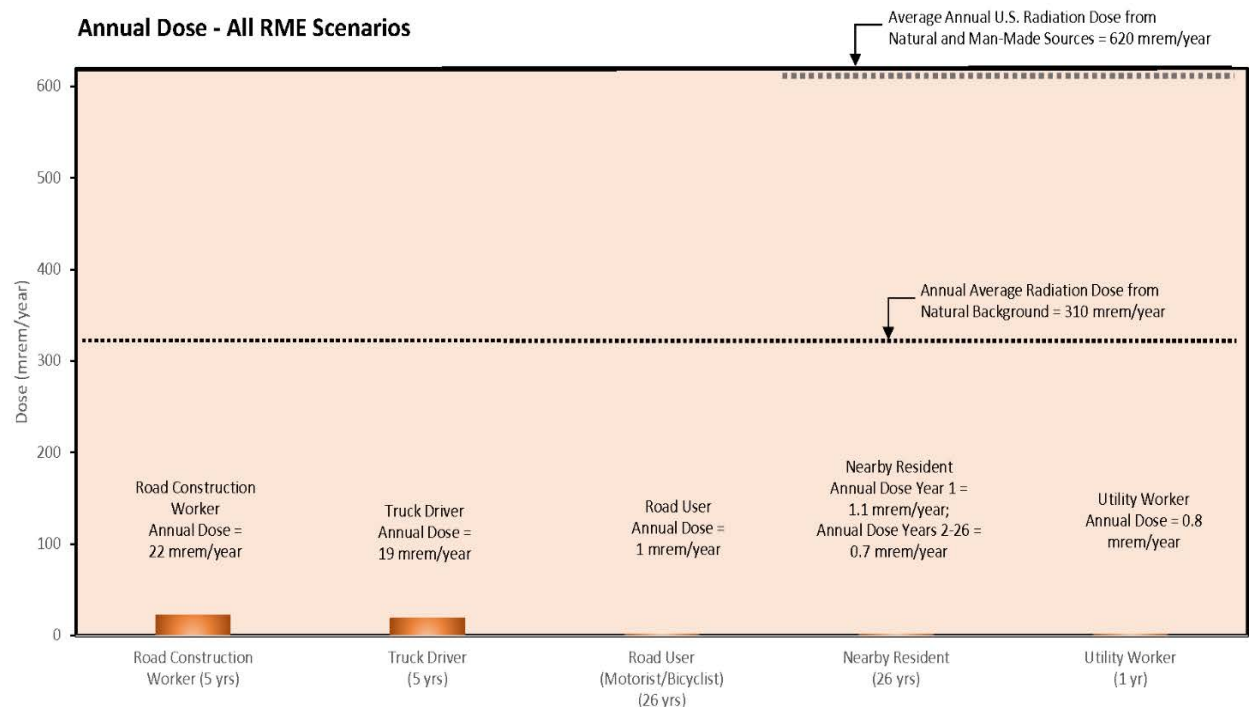 Annual Dose - All RME Scenarios
Average Annual U.S. Radiation Dose from
Natural and Man-Made Sources = 620 mrem/year
600
500
400
300
200
100
0
Dose (mrem/year)
Annual Average Radiation Dose from
Natural Background = 310 mrem/year
Road Construction
Worker
Annual Dose =
22 mrem/year
Truck Driver
Annual Dose =
19 mrem/year
Road User
Annual Dose =
1 mrem/year
Nearby Resident
Annual Dose Year 1 =
1.1 mrem/year;
Annual Dose Years 2-26 =
0.7 mrem/year
Utility Worker
Annual Dose = 0.8
mrem/year
Road Construction
Worker (5 yrs)
Truck Driver
(5 yrs)
Road User
(Motorist/Bicyclist)
(26 yrs)
Nearby Resident
(26 yrs)
Utility Worker
(1 yr)